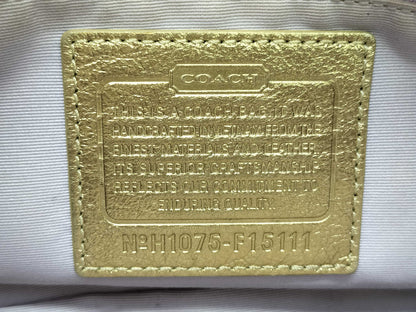 COACH
THIS IS A COACH BAG. IT WAS
HANDCRAFTED IN VIETNAM FROM THE
FINEST MATERIALS AND LEATHER.
ITS SUPERIOR CRAFTSMANSHIP
REFLECTS OUR COMMITMENT TO
ENDURING QUALITY.
NºH1075-F15111